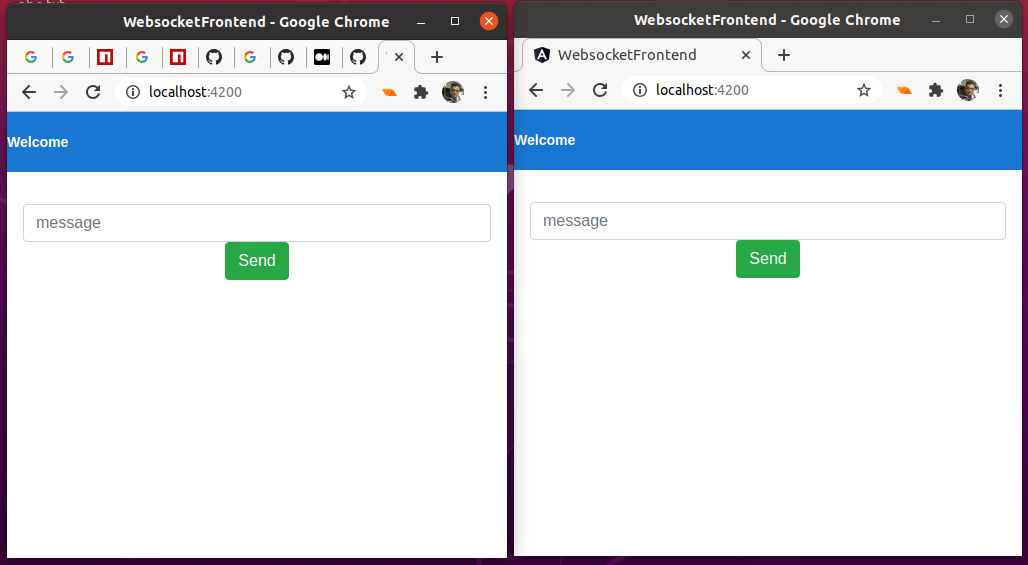 WebsocketFrontend - Google Chrome
localhost:4200
Welcome
message
Send
WebsocketFrontend - Google Chrome
WebsocketFrontend
localhost:4200
Welcome
message
Send